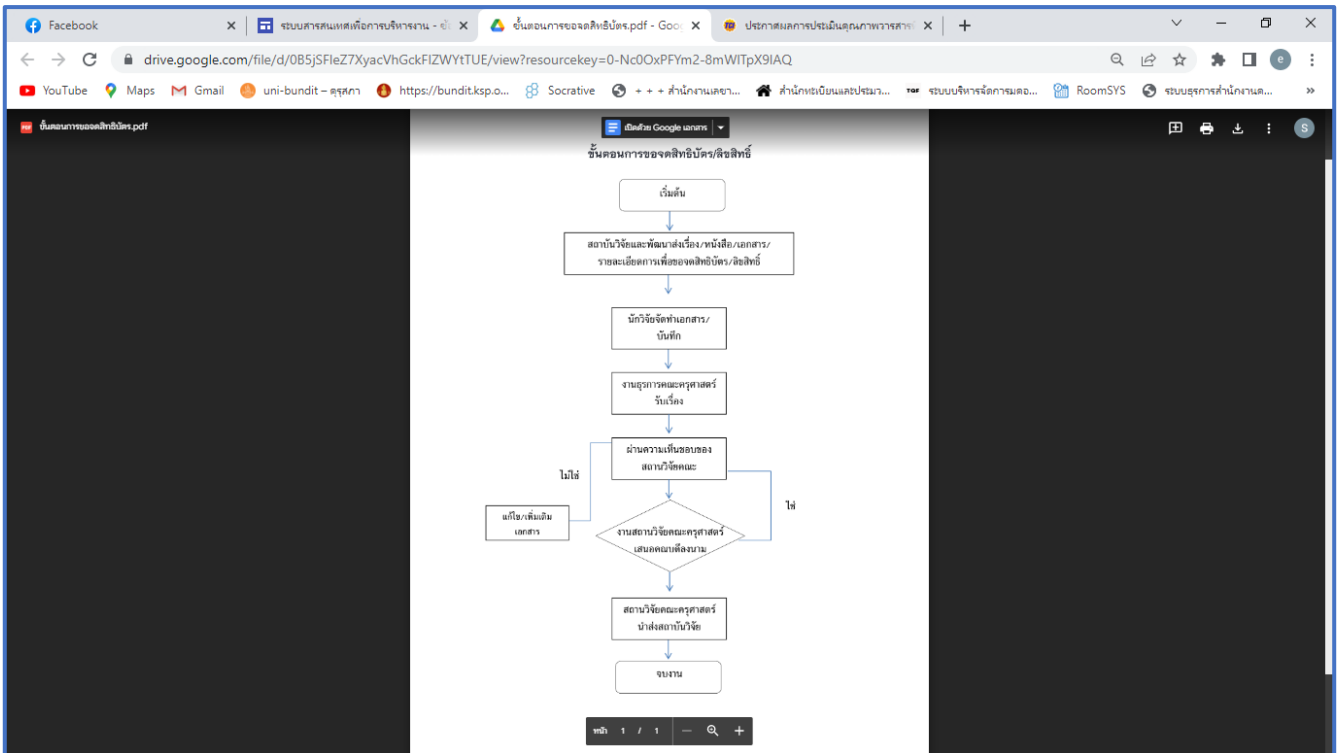 Facebook
ระบบสารสนเทศเพื่อการบริหารงาน - ข้
ขั้นตอนการขอจดสิทธิบัตร.pdf - Goo
ประกาศผลการประเมินคุณภาพวารสาร
drive.google.com/file/d/0B5jSFIeZ7XyacVhGckFIZWYtTUE/view?resourcekey=0-Nc0OxPFYm2-8mWITpX9IAQ
e
YouTube
Maps
Gmail
uni-bundit – คุรุสภา
https://bundit.ksp.o...
Socrative
+ + + สำนักงานเลขา...
สำนักทะเบียนและประมว...
TQF ระบบบริหารจัดการมคอ...
RoomSYS
ระบบธุรการสำนักงานค...
»
PDF ขั้นตอนการขอจดสิทธิบัตร.pdf
เปิดด้วย Google เอกสาร
S
ขั้นตอนการขอจดสิทธิบัตร/ลิขสิทธิ์
เริ่มต้น
สถาบันวิจัยและพัฒนาส่งเรื่อง/หนังสือ/เอกสาร/
รายละเอียดการเพื่อขอจดสิทธิบัตร/ลิขสิทธิ์
นักวิจัยจัดทำเอกสาร/
บันทึก
งานธุรการคณะครุศาสตร์
รับเรื่อง
ผ่านความเห็นชอบของ
สถานวิจัยคณะ
ไม่ใช่
ใช่
แก้ไข/เพิ่มเติม
เอกสาร
งานสถานวิจัยคณะครุศาสตร์
เสนอคณบดีลงนาม
สถานวิจัยคณะครุศาสตร์
นำส่งสถาบันวิจัย
จบงาน
หน้า 1 / 1